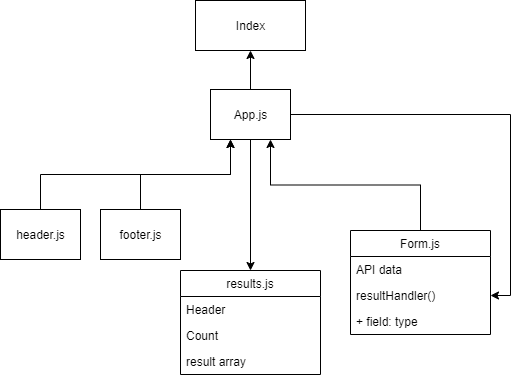 Index
App.js
header.js
footer.js
Form.js
API data
resultHandler()
+ field: type
results.js
Header
Count
result array